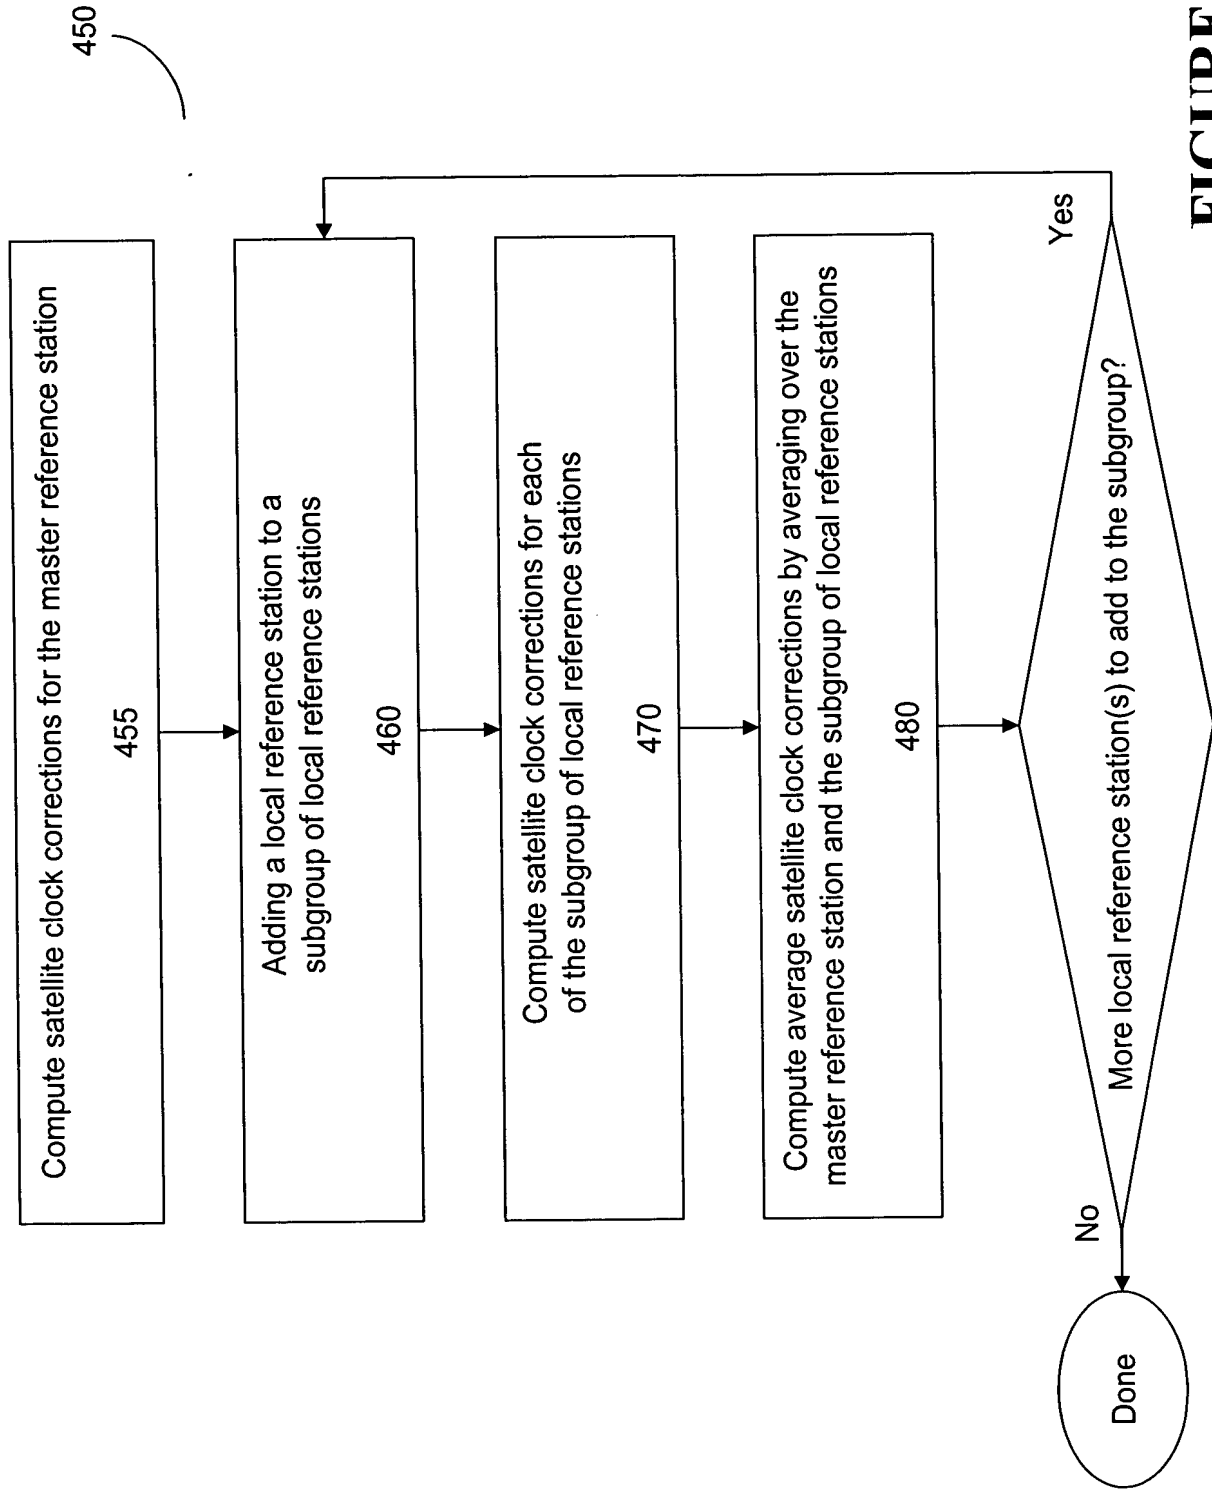 450
Compute satellite clock corrections for the master reference station
455
Adding a local reference station to a
subgroup of local reference stations
460
Compute satellite clock corrections for each
of the subgroup of local reference stations
470
Compute average satellite clock corrections by averaging over the
master reference station and the subgroup of local reference stations
480
More local reference station(s) to add to the subgroup?
Yes
No
Done
FIGURE